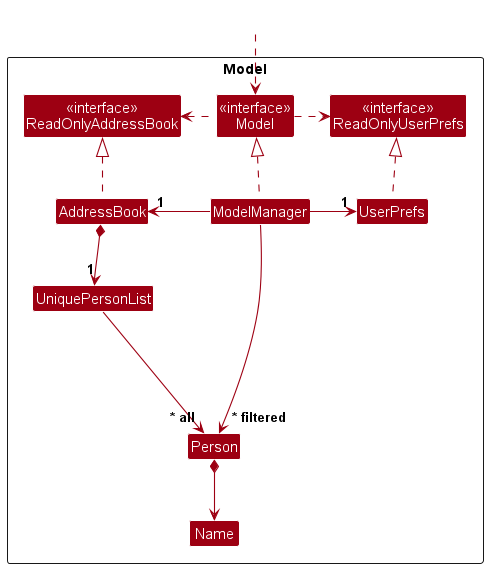 Model
«interface»
ReadOnlyAddressBook
«interface»
Model
«interface»
ReadOnlyUserPrefs
AddressBook
1
ModelManager
1
UserPrefs
1
UniquePersonList
* all
* filtered
Person
Name